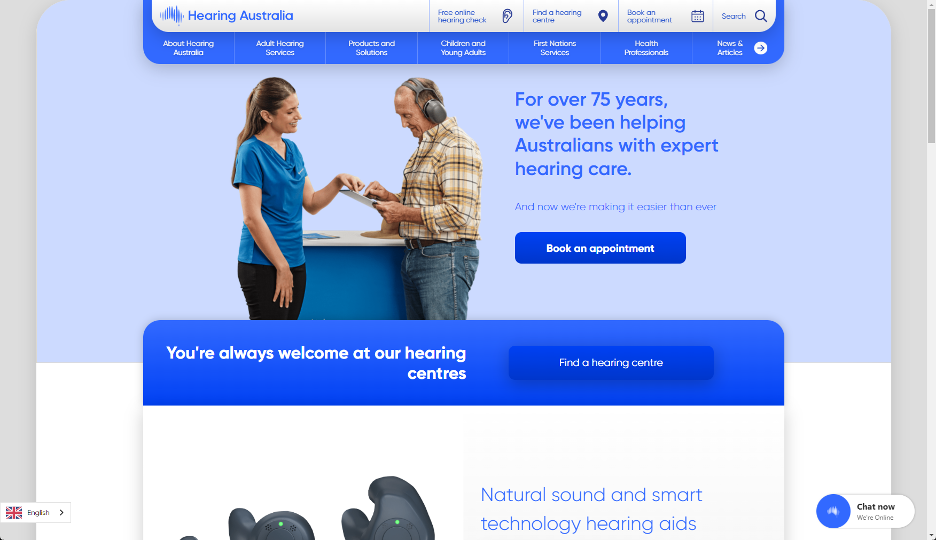 Hearing Australia
Free online
hearing check
Find a hearing
centre
Book an
appointment
Search
About Hearing
Australia
Adult Hearing
Services
Products and
Solutions
Children and
Young Adults
First Nations
Services
Health
Professionals
News &
Articles
For over 75 years,
we've been helping
Australians with expert
hearing care.
And now we're making it easier than ever
Book an appointment
You're always welcome at our hearing
centres
Find a hearing centre
Natural sound and smart
technology hearing aids
English
Chat now
We're Online